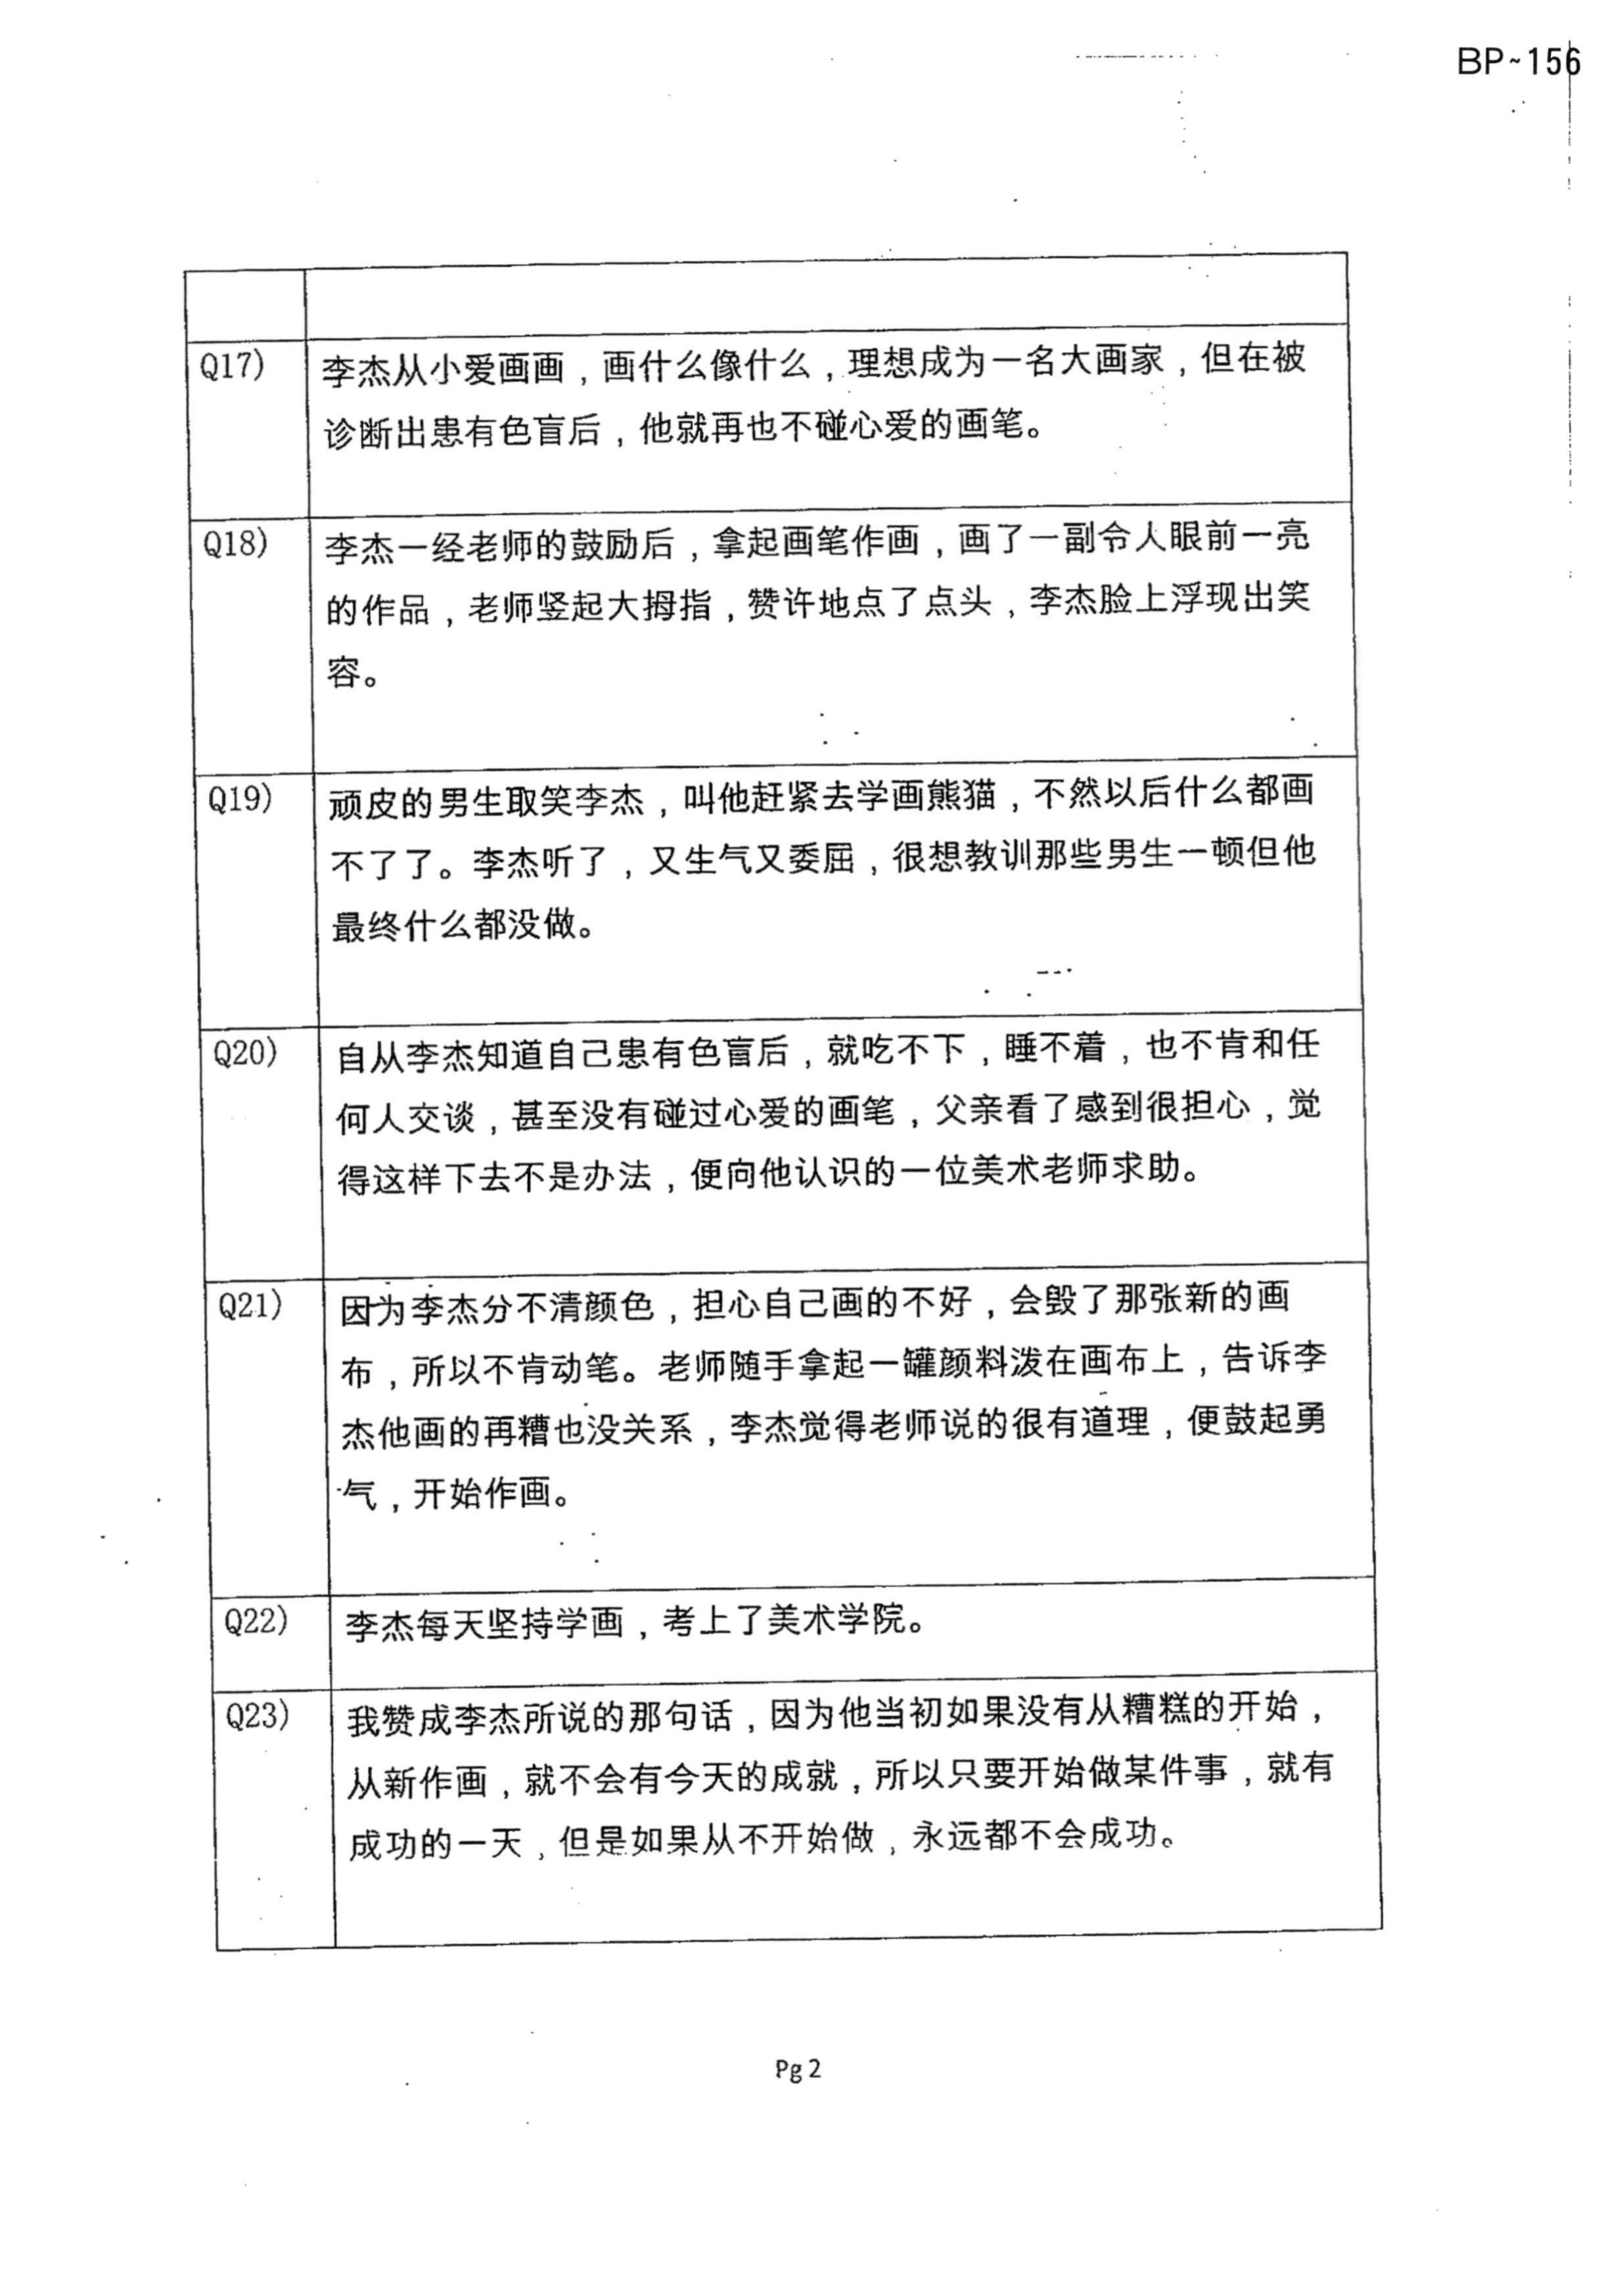 BP~156
Q17)
李杰从小爱画画，画什么像什么，理想成为一名大画家，但在被
诊断出患有色盲后，他就再也不碰心爱的画笔。
Q18)
李杰一经老师的鼓励后，拿起画笔作画，画了一副令人眼前一亮
的作品，老师竖起大拇指，赞许地点了点头，李杰脸上浮现出笑
容。
Q19)
顽皮的男生取笑李杰，叫他赶紧去学画熊猫，不然以后什么都画
不了了。李杰听了，又生气又委屈，很想教训那些男生一顿但他
最终什么都没做。
Q20)
自从李杰知道自己患有色盲后，就吃不下，睡不着，也不肯和任
何人交谈，甚至没有碰过心爱的画笔，父亲看了感到很担心，觉
得这样下去不是办法，便向他认识的一位美术老师求助。
Q21)
因为李杰分不清颜色，担心自己画的不好，会毁了那张新的画
布，所以不肯动笔。老师随手拿起一罐颜料泼在画布上，告诉李
杰他画的再糟也没关系，李杰觉得老师说的很有道理，便鼓起勇
气，开始作画。
Q22)
李杰每天坚持学画，考上了美术学院。
Q23)
我赞成李杰所说的那句话，因为他当初如果没有从糟糕的开始，
从新作画，就不会有今天的成就，所以只要开始做某件事，就有
成功的一天，但是如果从不开始做，永远都不会成功。
Pg 2